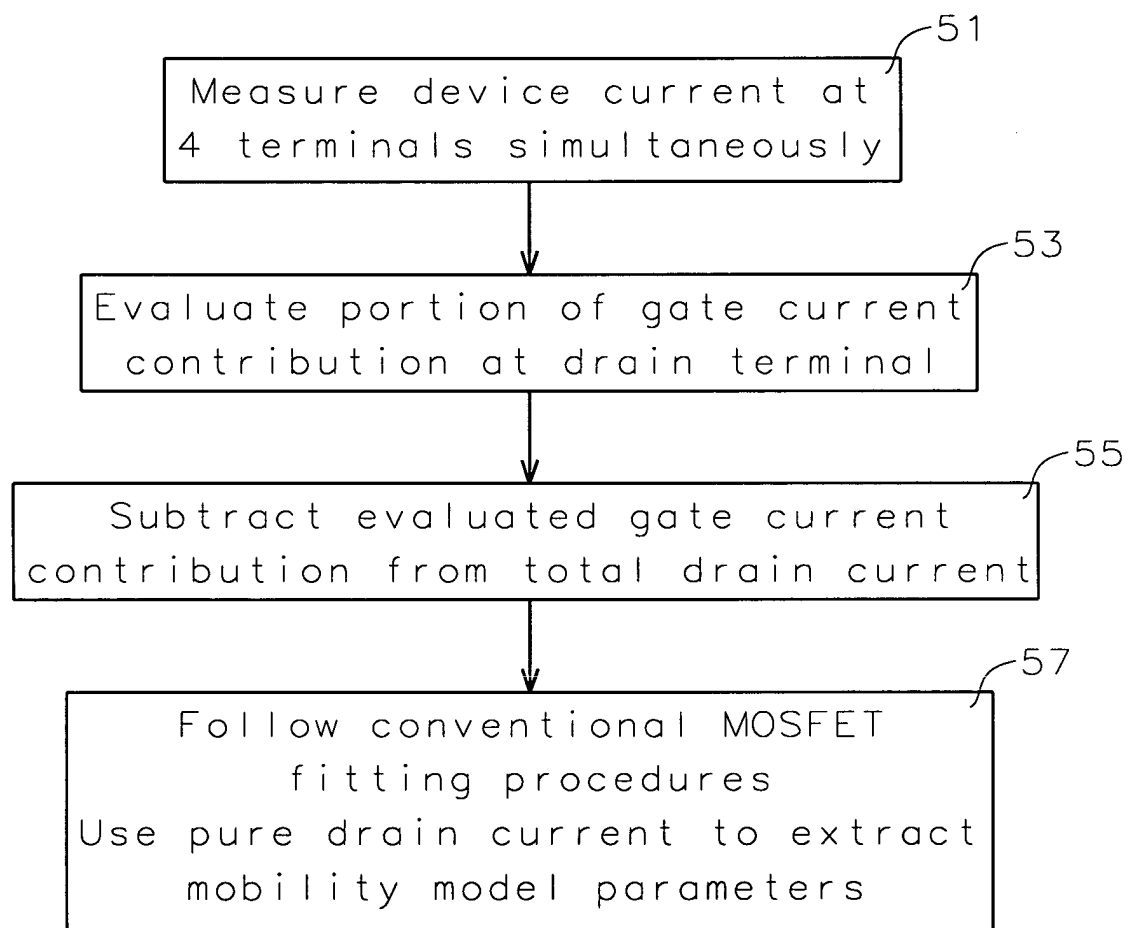 51
Measure device current at
4 terminals simultaneously
53
Evaluate portion of gate current
contribution at drain terminal
55
Subtract evaluated gate current
contribution from total drain current
57
Follow conventional MOSFET
fitting procedures
Use pure drain current to extract
mobility model parameters